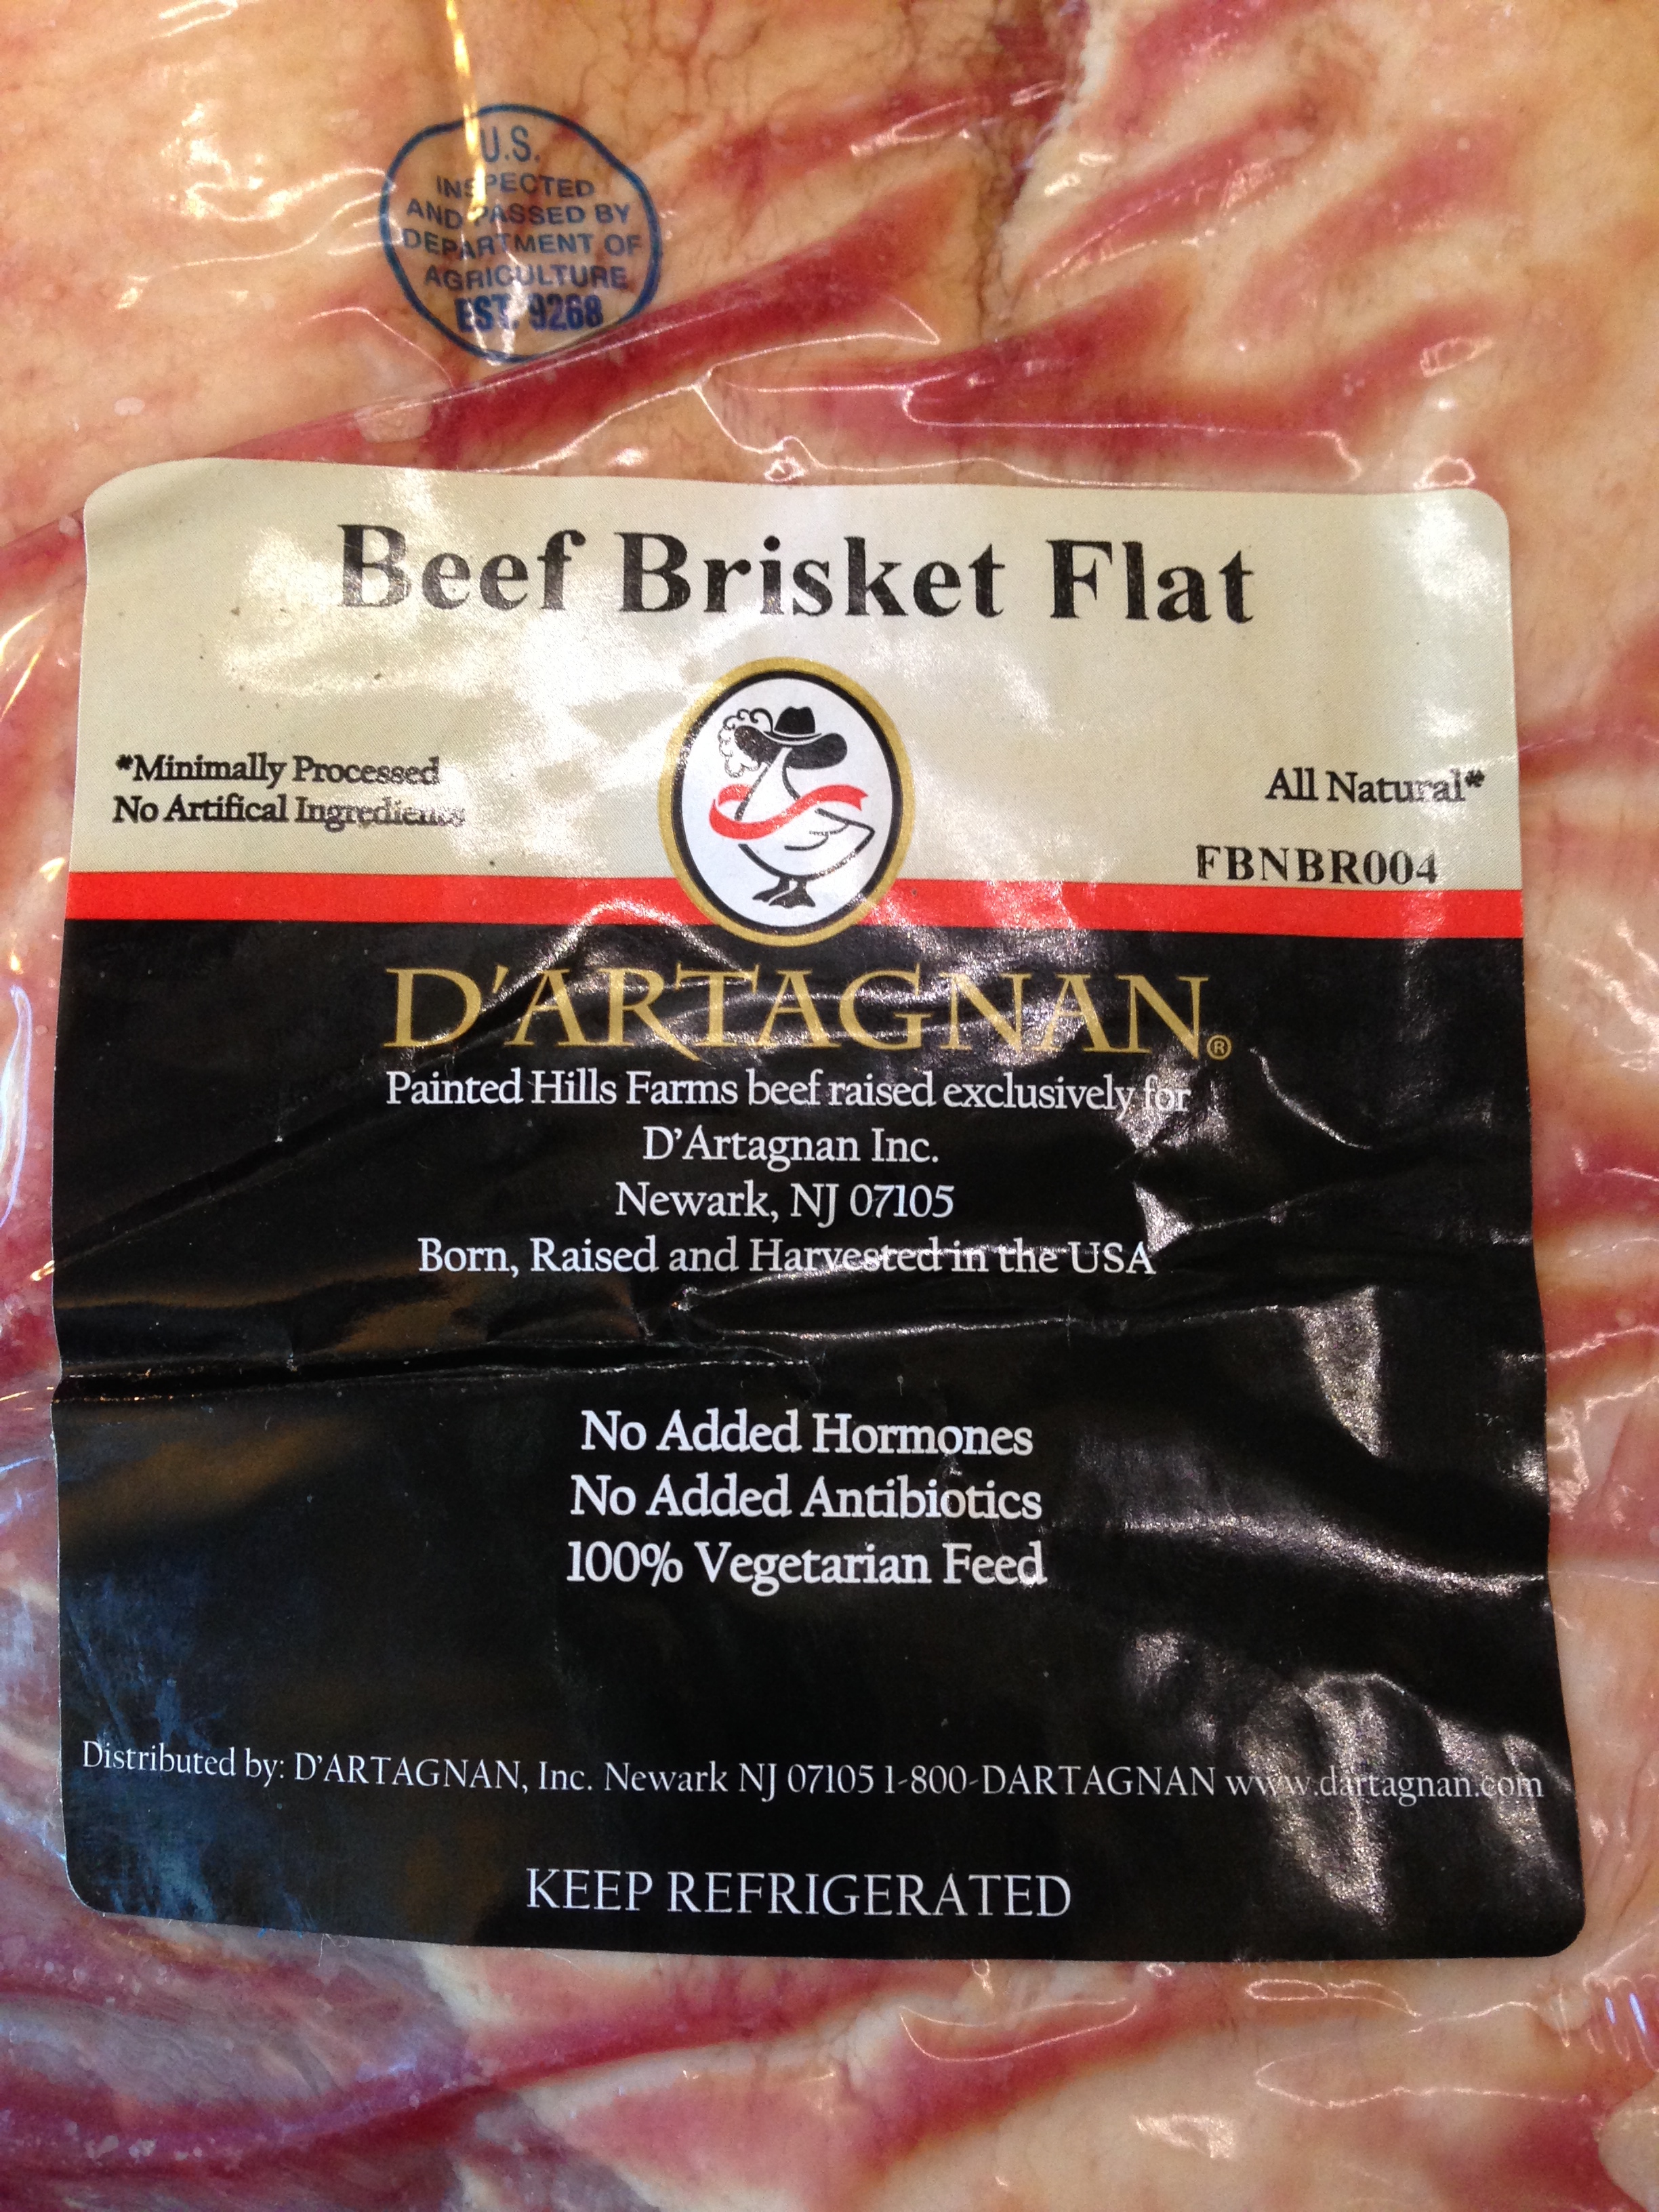 U.S.
INSPECTED
AND PASSED BY
DEPARTMENT OF
AGRICULTURE
EST. 9268
Beef Brisket Flat
*Minimally Processed
No Artifical Ingredients
All Natural*
FBNBR004
D'ARTAGNAN®
Painted Hills Farms beef raised exclusively for
D'Artagnan Inc.
Newark, NJ 07105
Born, Raised and Harvested in the USA
No Added Hormones
No Added Antibiotics
100% Vegetarian Feed
Distributed by: D'ARTAGNAN, Inc. Newark NJ 07105 1-800-DARTAGNAN www.dartagnan.com
KEEP REFRIGERATED